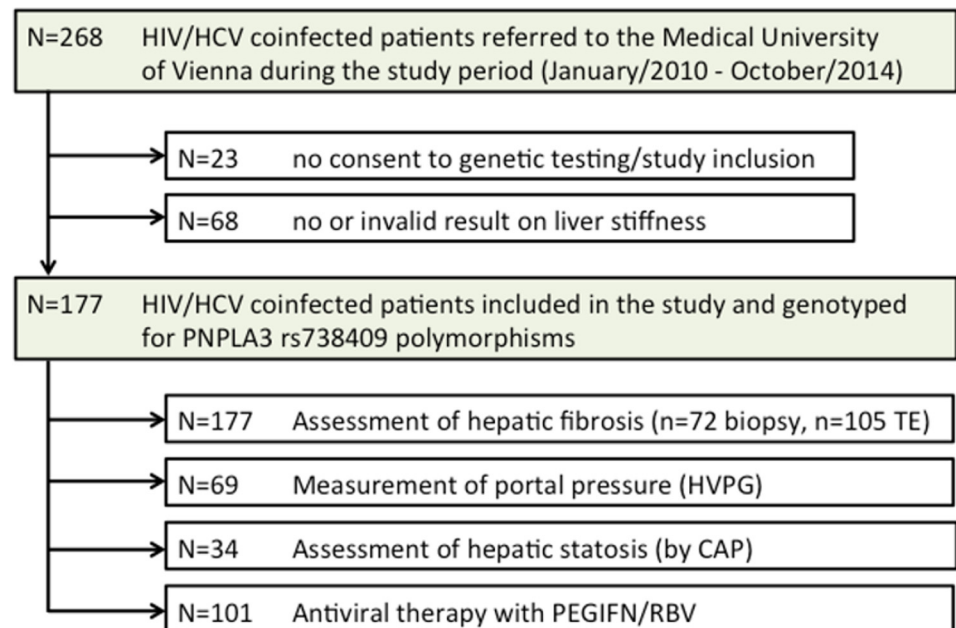 N=268 HIV/HCV coinfected patients referred to the Medical University
of Vienna during the study period (January/2010 - October/2014)
N=23 no consent to genetic testing/study inclusion
N=68 no or invalid result on liver stiffness
N=177 HIV/HCV coinfected patients included in the study and genotyped
for PNPLA3 rs738409 polymorphisms
N=177 Assessment of hepatic fibrosis (n=72 biopsy, n=105 TE)
N=69 Measurement of portal pressure (HVPG)
N=34 Assessment of hepatic statosis (by CAP)
N=101 Antiviral therapy with PEGIFN/RBV